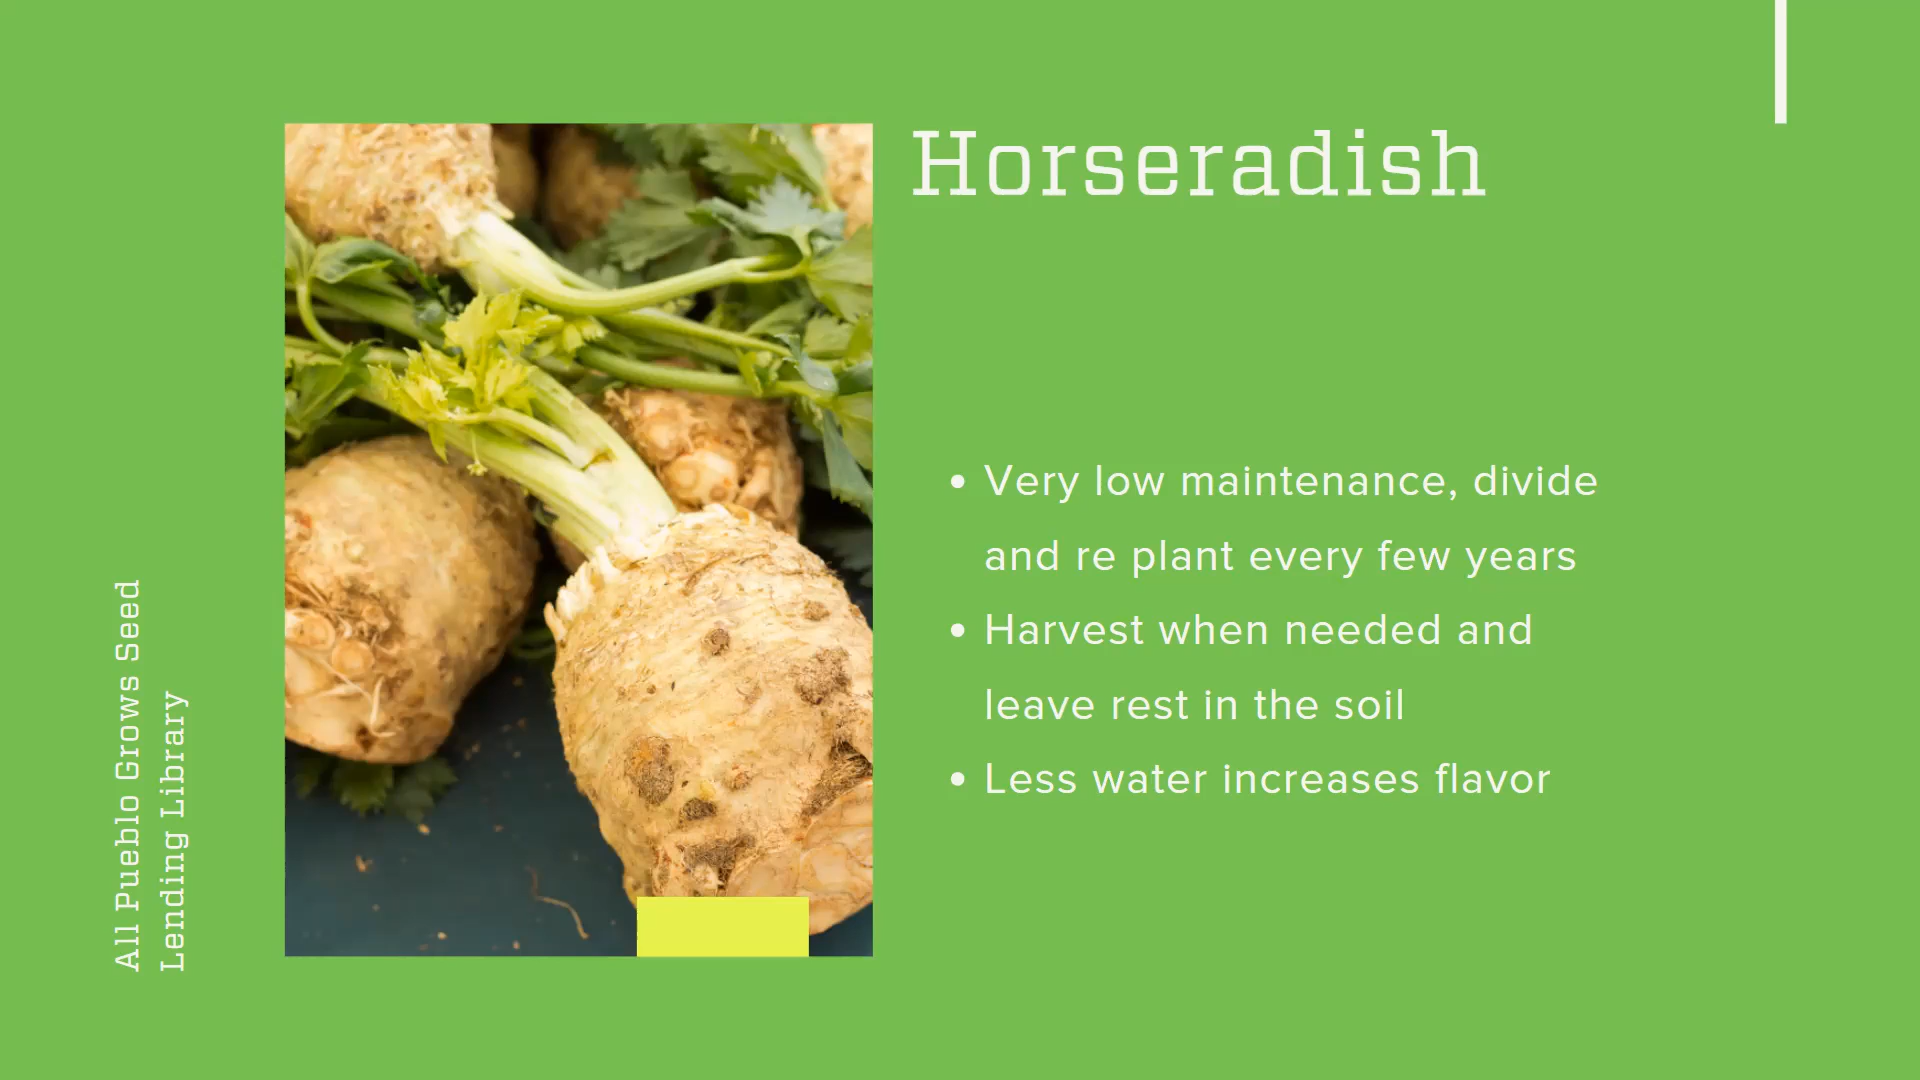 Horseradish
• Very low maintenance, divide
and re plant every few years
• Harvest when needed and
leave rest in the soil
• Less water increases flavor
All Pueblo Grows Seed
Lending Library